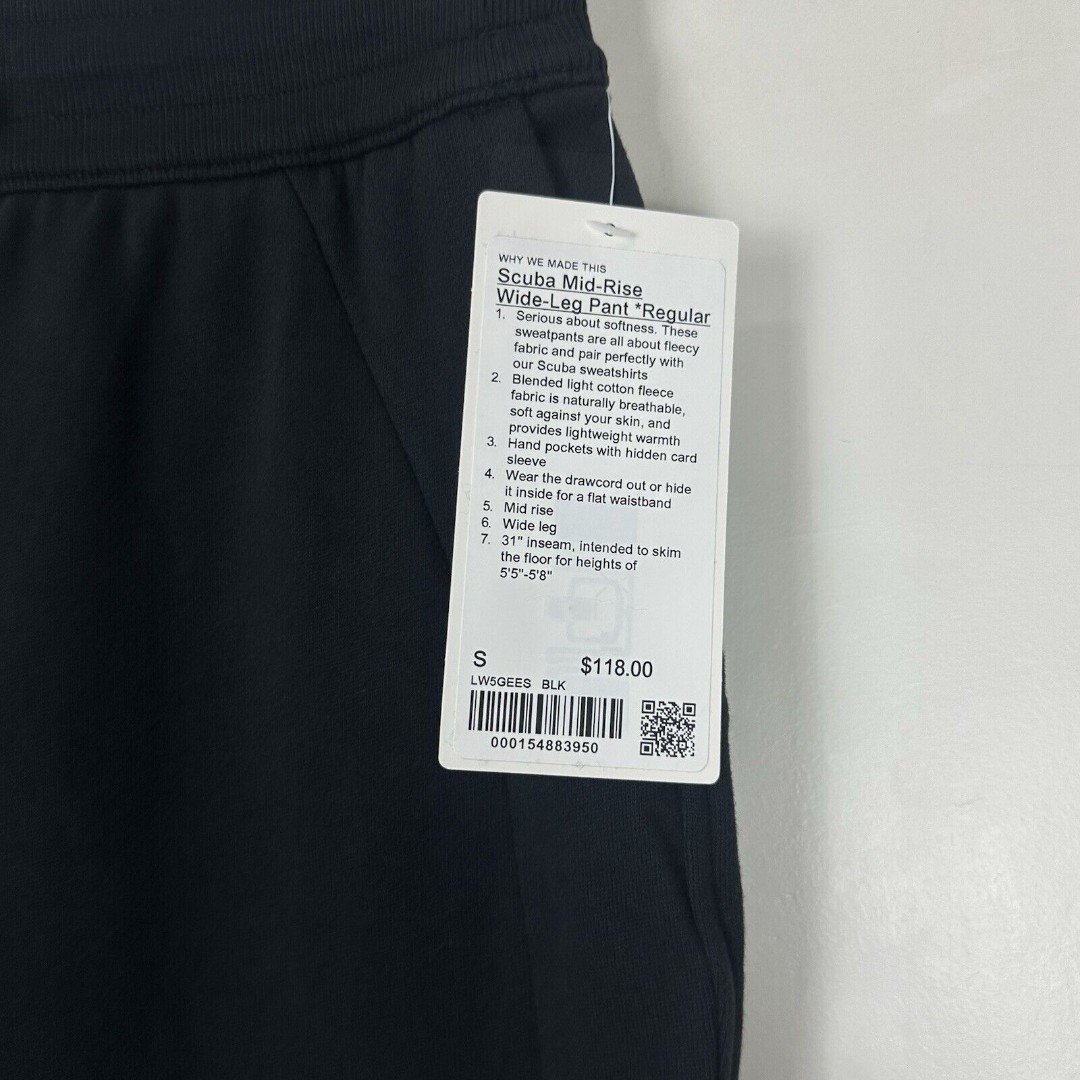 WHY WE MADE THIS
Scuba Mid-Rise
Wide-Leg Pant *Regular
1. Serious about softness. These
sweatpants are all about fleecy
fabric and pair perfectly with
our Scuba sweatshirts
2. Blended light cotton fleece
fabric is naturally breathable,
soft against your skin, and
provides lightweight warmth
3. Hand pockets with hidden card
sleeve
4. Wear the drawcord out or hide
it inside for a flat waistband
5. Mid rise
6. Wide leg
7. 31" inseam, intended to skim
the floor for heights of
5'5"-5'8"
S $118.00
LW5GEES BLK
000154883950